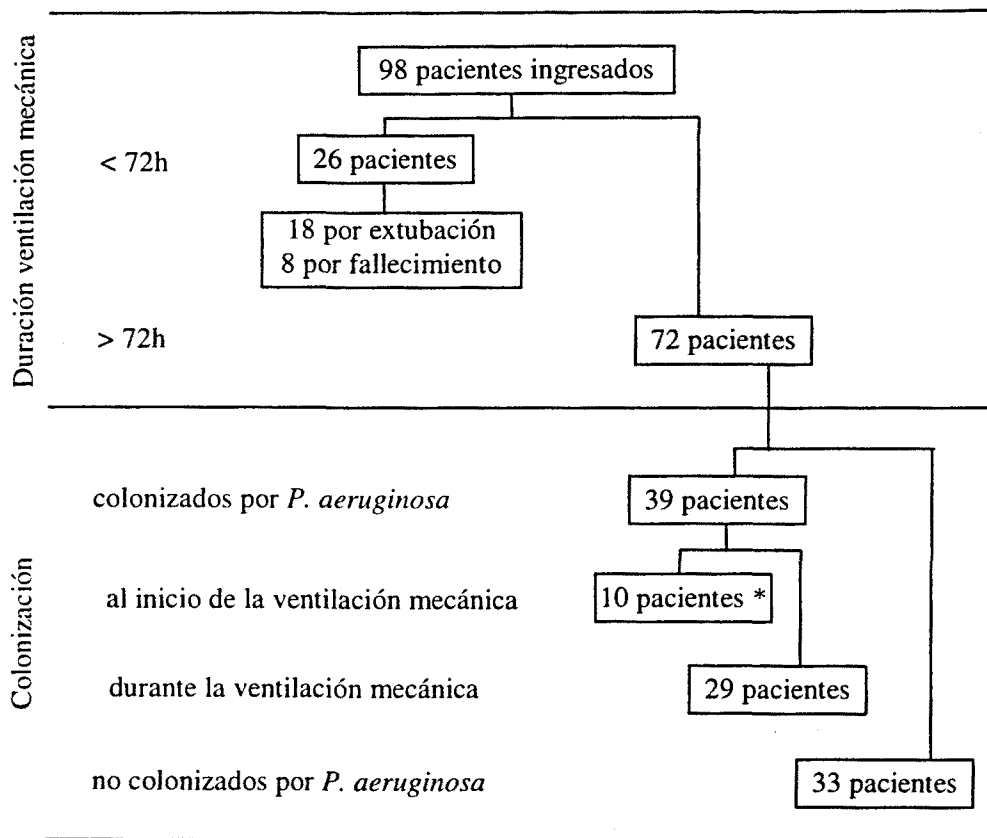 Duración ventilación mecánica
98 pacientes ingresados
< 72h
26 pacientes
18 por extubación
8 por fallecimiento
> 72h
72 pacientes
Colonización
colonizados por P. aeruginosa
39 pacientes
al inicio de la ventilación mecánica
10 pacientes *
durante la ventilación mecánica
29 pacientes
no colonizados por P. aeruginosa
33 pacientes